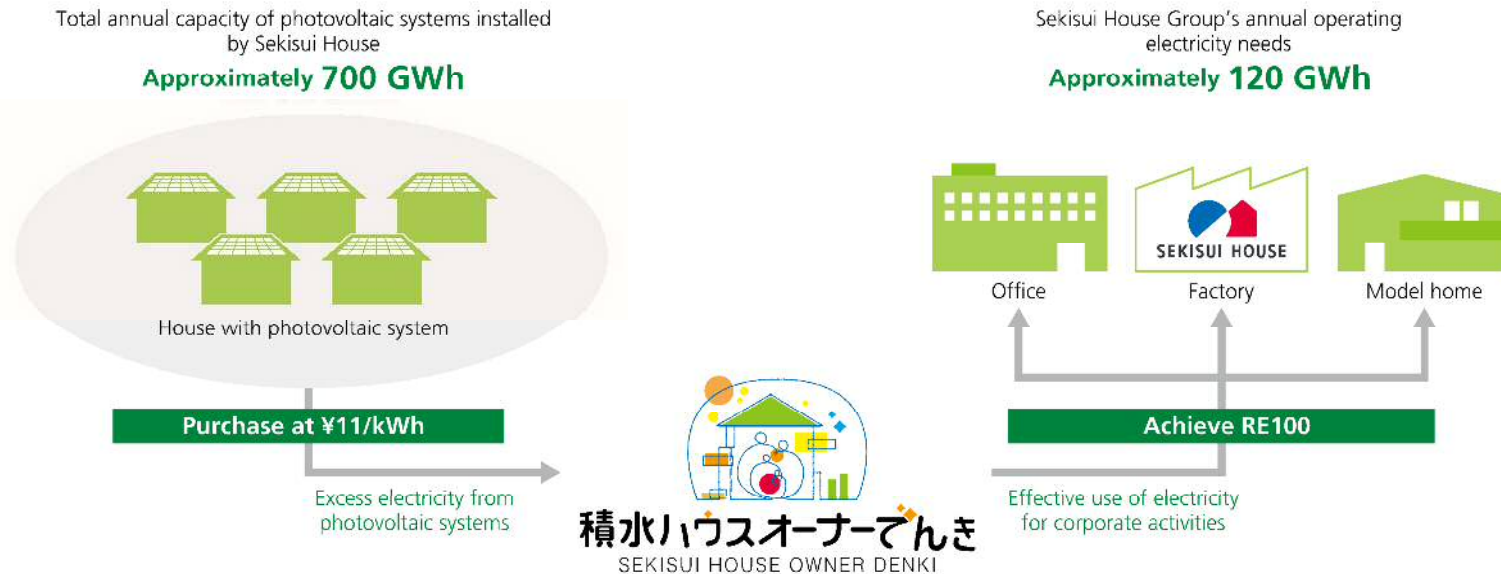 Total annual capacity of photovoltaic systems installed
by Sekisui House
Approximately 700 GWh
House with photovoltaic system
Purchase at ¥11/kWh
Excess electricity from
photovoltaic systems
積水ハウスオーナーでんき
SEKISUI HOUSE OWNER DENKI
Sekisui House Group's annual operating
electricity needs
Approximately 120 GWh
SEKISUI HOUSE
Office
Factory
Model home
Achieve RE100
Effective use of electricity
for corporate activities